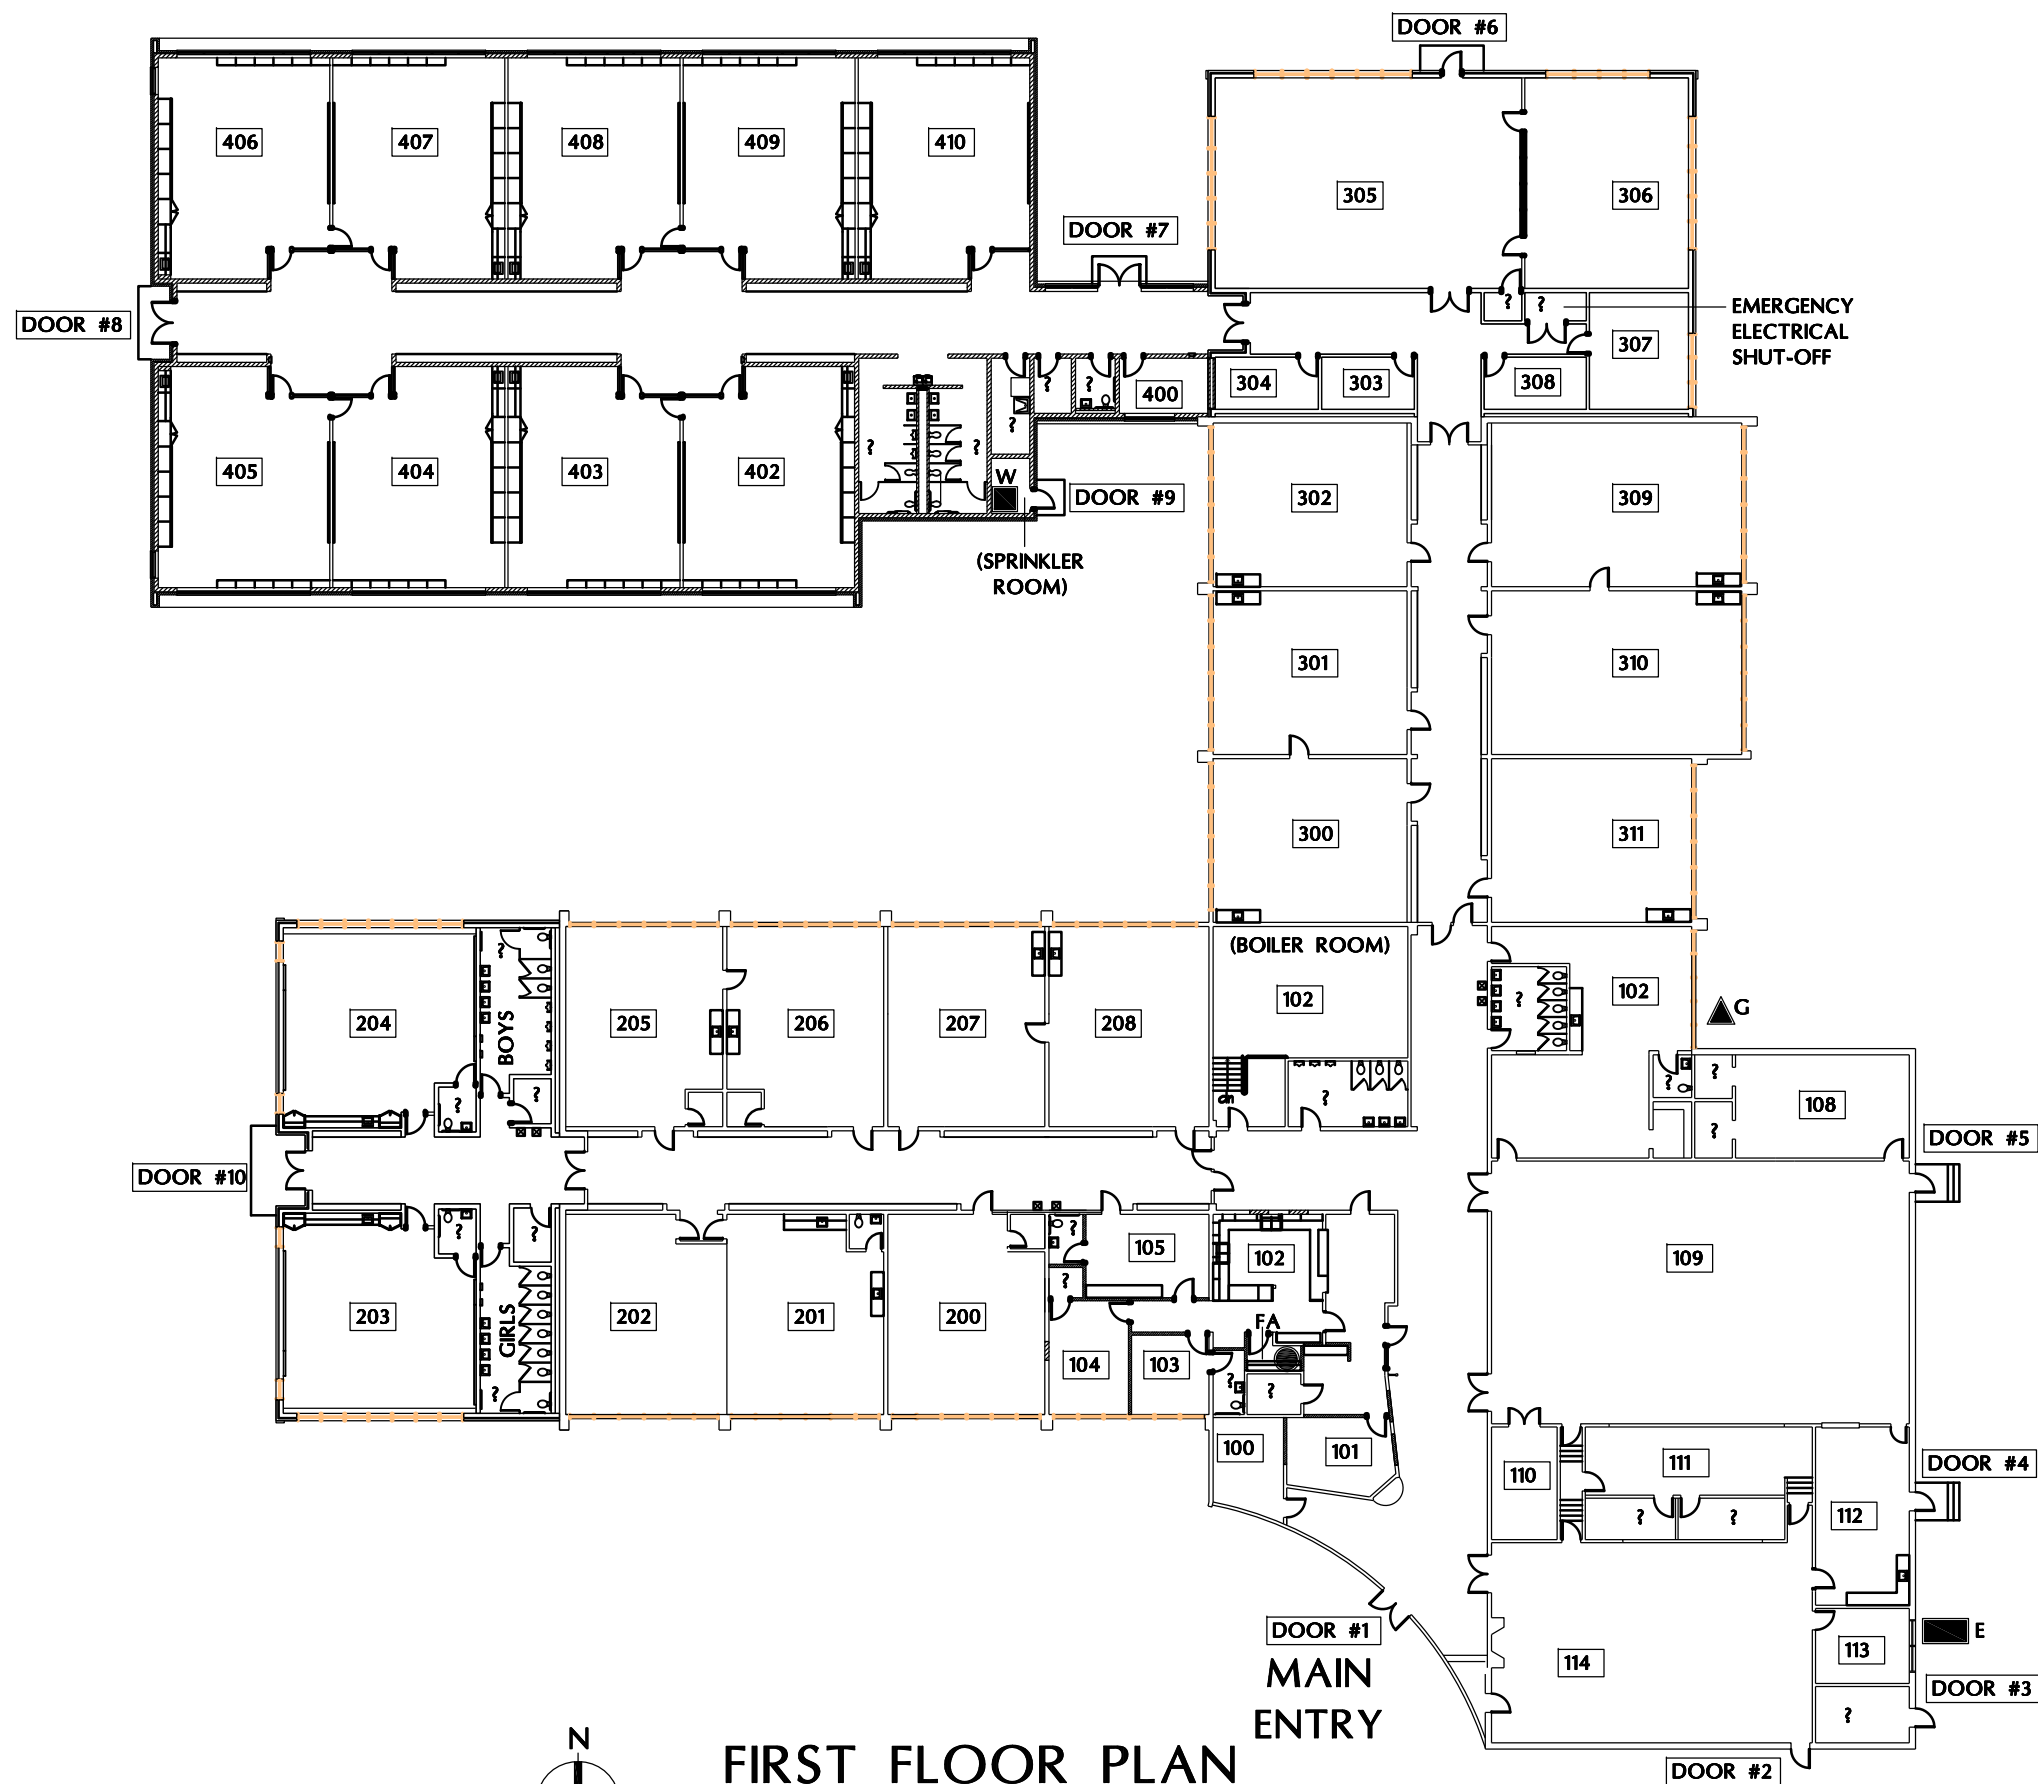 DOOR #6
406
407
408
409
410
305
306
DOOR #7
DOOR #8
?
?
EMERGENCY
ELECTRICAL
SHUT-OFF
307
304
303
308
?
?
400
?
?
?
405
404
403
402
W
DOOR #9
302
309
(SPRINKLER
ROOM)
301
310
300
311
(BOILER ROOM)
204
?
BOYS
205
206
207
208
102
102
?
G
?
?
dn
?
?
?
108
?
DOOR #5
DOOR #10
?
?
?
105
102
109
?
203
GIRLS
202
201
200
FA
104
103
?
?
?
100
101
110
111
DOOR #4
?
?
112
DOOR #1
E
MAIN
ENTRY
114
113
DOOR #3
?
N
FIRST FLOOR PLAN
DOOR #2